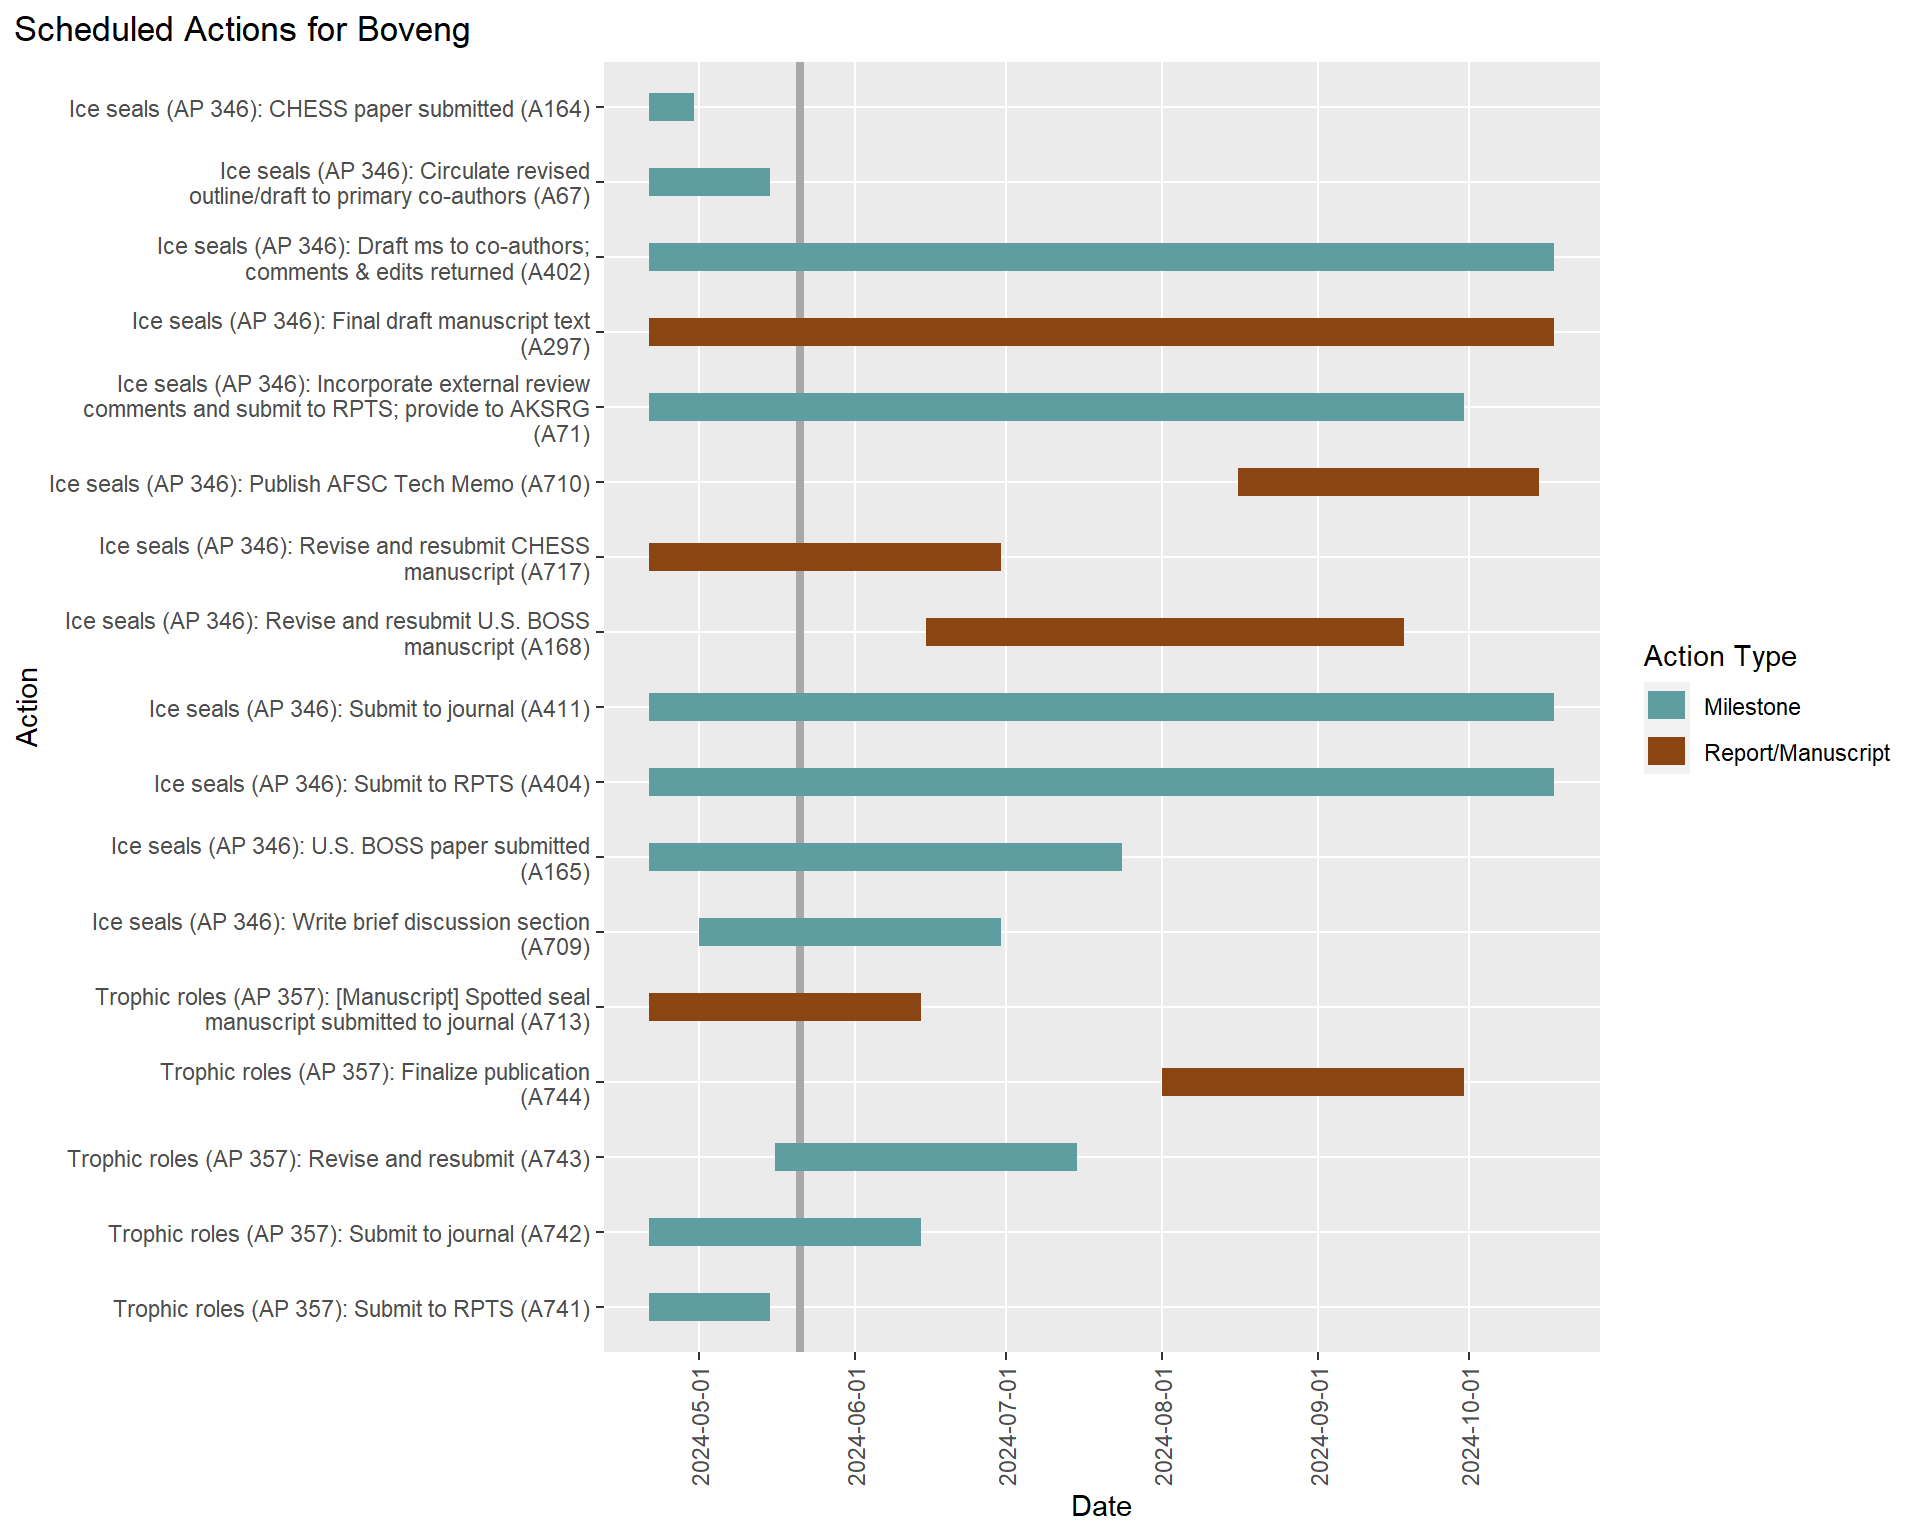 Scheduled Actions for Boveng
Ice seals (AP 346): CHESS paper submitted (A164)
Ice seals (AP 346): Circulate revised
outline/draft to primary co-authors (A67)
Ice seals (AP 346): Draft ms to co-authors;
comments & edits returned (A402)
Ice seals (AP 346): Final draft manuscript text
(A297)
Ice seals (AP 346): Incorporate external review
comments and submit to RPTS; provide to AKSRG
(A71)
Ice seals (AP 346): Publish AFSC Tech Memo (A710)
Ice seals (AP 346): Revise and resubmit CHESS
manuscript (A717)
Ice seals (AP 346): Revise and resubmit U.S. BOSS
manuscript (A168)
Ice seals (AP 346): Submit to journal (A411)
Ice seals (AP 346): Submit to RPTS (A404)
Ice seals (AP 346): U.S. BOSS paper submitted
(A165)
Ice seals (AP 346): Write brief discussion section
(A709)
Trophic roles (AP 357): [Manuscript] Spotted seal
manuscript submitted to journal (A713)
Trophic roles (AP 357): Finalize publication
(A744)
Trophic roles (AP 357): Revise and resubmit (A743)
Trophic roles (AP 357): Submit to journal (A742)
Trophic roles (AP 357): Submit to RPTS (A741)
Action
2024-05-01
2024-06-01
2024-07-01
2024-08-01
2024-09-01
2024-10-01
Date
Action Type
Milestone
Report/Manuscript